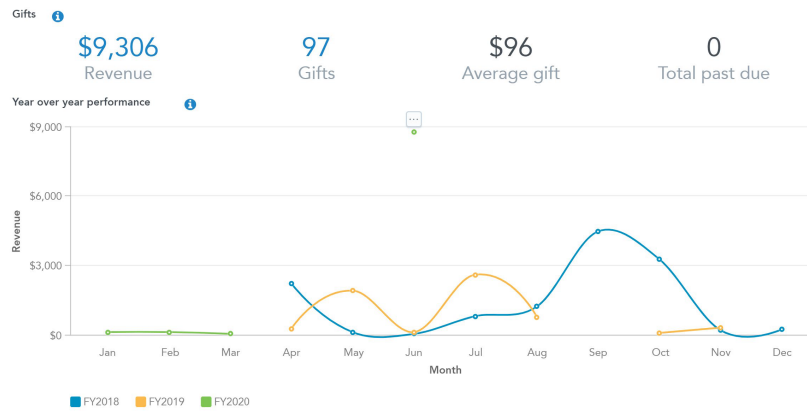 Gifts
$9,306 97 $96 0
Revenue Gifts Average gift Total past due
Year over year performance
$9,000
$6,000
$3,000
$0
Revenue
Jan Feb Mar Apr May Jun Jul Aug Sep Oct Nov Dec
Month
FY2018 FY2019 FY2020